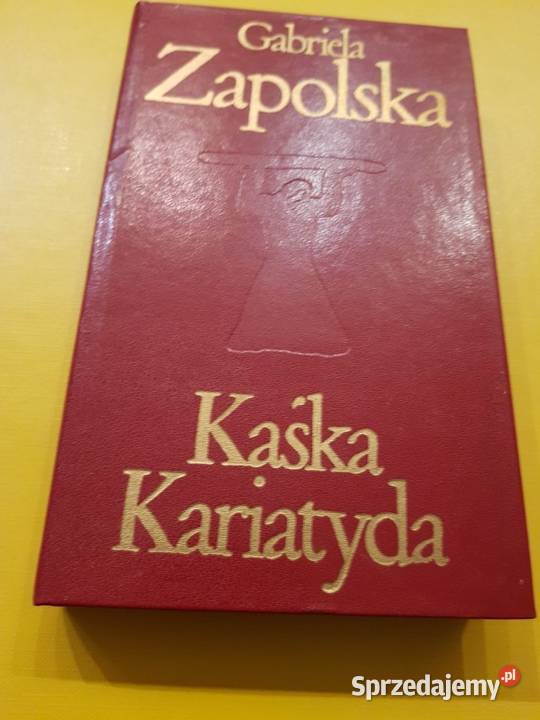 Gabriela
Zapolska
Kaśka
Kariatyda
Sprzedajemy.pl